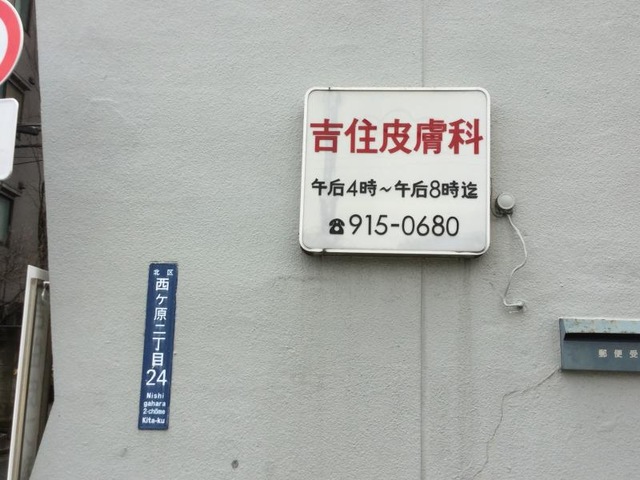 吉住皮膚科
午后4時~午后8時迄
☎915-0680
北区
西ケ原二丁目
24
Nishi
gahara
2-chōme
Kita-ku
郵便受